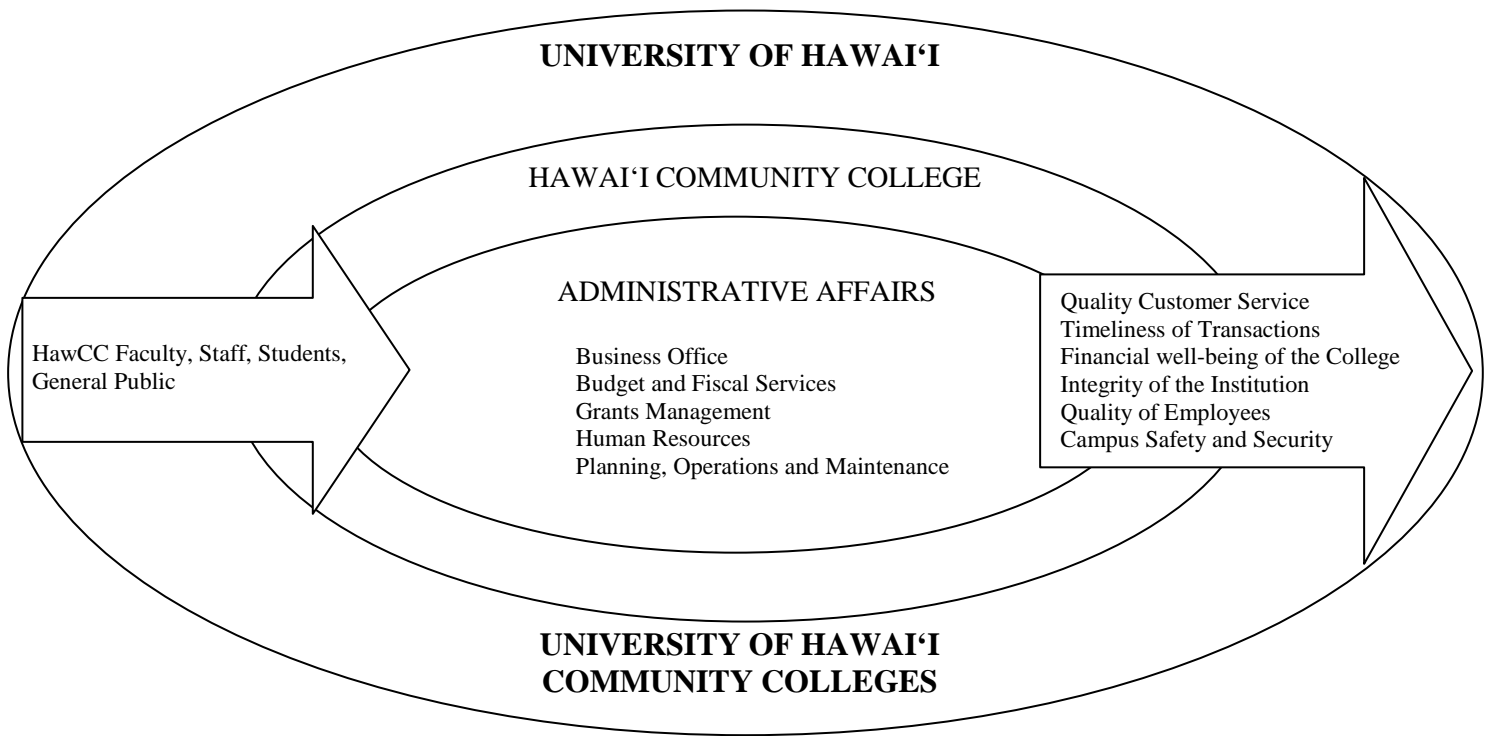 UNIVERSITY OF HAWAI‘I
HAWAI‘I COMMUNITY COLLEGE
ADMINISTRATIVE AFFAIRS
HawCC Faculty, Staff, Students,
General Public
Business Office
Budget and Fiscal Services
Grants Management
Human Resources
Planning, Operations and Maintenance
Quality Customer Service
Timeliness of Transactions
Financial well-being of the College
Integrity of the Institution
Quality of Employees
Campus Safety and Security
UNIVERSITY OF HAWAI‘I
COMMUNITY COLLEGES